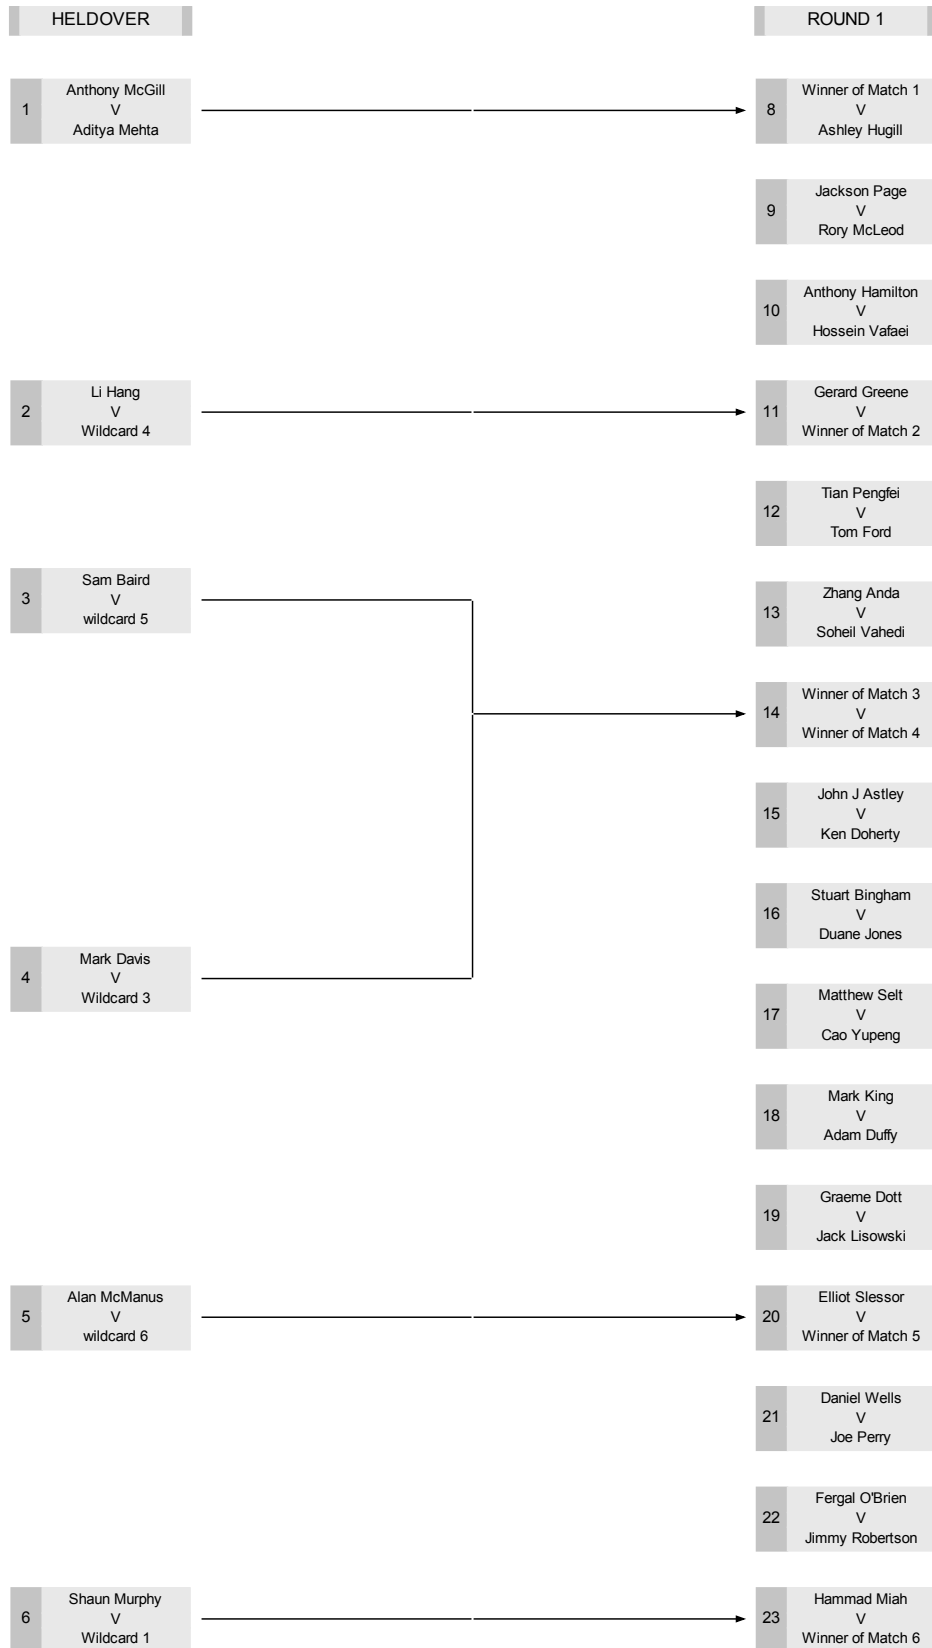 HELDOVER
ROUND 1
1
Anthony McGill
V
Aditya Mehta
8
Winner of Match 1
V
Ashley Hugill
9
Jackson Page
V
Rory McLeod
10
Anthony Hamilton
V
Hossein Vafaei
2
Li Hang
V
Wildcard 4
11
Gerard Greene
V
Winner of Match 2
12
Tian Pengfei
V
Tom Ford
3
Sam Baird
V
wildcard 5
13
Zhang Anda
V
Soheil Vahedi
14
Winner of Match 3
V
Winner of Match 4
15
John J Astley
V
Ken Doherty
16
Stuart Bingham
V
Duane Jones
4
Mark Davis
V
Wildcard 3
17
Matthew Selt
V
Cao Yupeng
18
Mark King
V
Adam Duffy
19
Graeme Dott
V
Jack Lisowski
5
Alan McManus
V
wildcard 6
20
Elliot Slessor
V
Winner of Match 5
21
Daniel Wells
V
Joe Perry
22
Fergal O'Brien
V
Jimmy Robertson
6
Shaun Murphy
V
Wildcard 1
23
Hammad Miah
V
Winner of Match 6